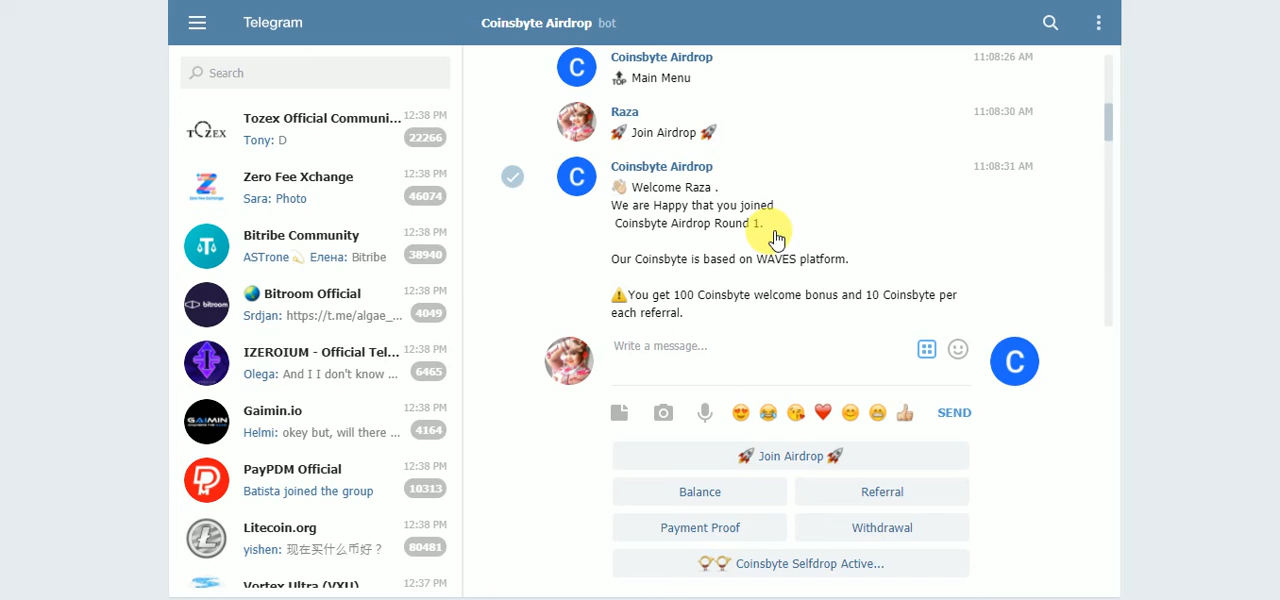 Telegram
Coinsbyte Airdrop bot
Search
Tozex Official Communi... 12:38 PM
Tony: D 22266
Zero Fee Xchange 12:38 PM
Sara: Photo 46074
Bitribe Community. 12:38 PM
ASTrone 💫 Елена: Bitribe 38940
🌏 Bitroom Official 12:38 PM
Srdjan: https://t.me/algae_... 4049
IZEROIUM - Official Tel... 12:38 PM
Olega: And I I don't know ... 6465
Gaimin.io 12:38 PM
Helmi: okey but, will there ... 4164
PayPDM Official 12:38 PM
Batista joined the group 10313
Litecoin.org 12:38 PM
yishen: 现在买什么币好？ 80481
Vortex Ultra (VXU) 12:37 PM
TOZEX
Zero Fee Exchange
bitroom
GAIMIN
Coinsbyte Airdrop 11:08:26 AM
🔝 Main Menu
Raza 11:08:30 AM
🚀 Join Airdrop 🚀
C
Coinsbyte Airdrop 11:08:31 AM
👋🏼 Welcome Raza .
We are Happy that you joined
Coinsbyte Airdrop Round 1.
Our Coinsbyte is based on WAVES platform.
⚠️You get 100 Coinsbyte welcome bonus and 10 Coinsbyte per
each referral.
C
Write a message...
C
😍 😂 😘 ❤️ 😊 😁 👍🏼 SEND
🚀 Join Airdrop 🚀
Balance
Referral
Payment Proof
Withdrawal
Coinsbyte Selfdrop Active...